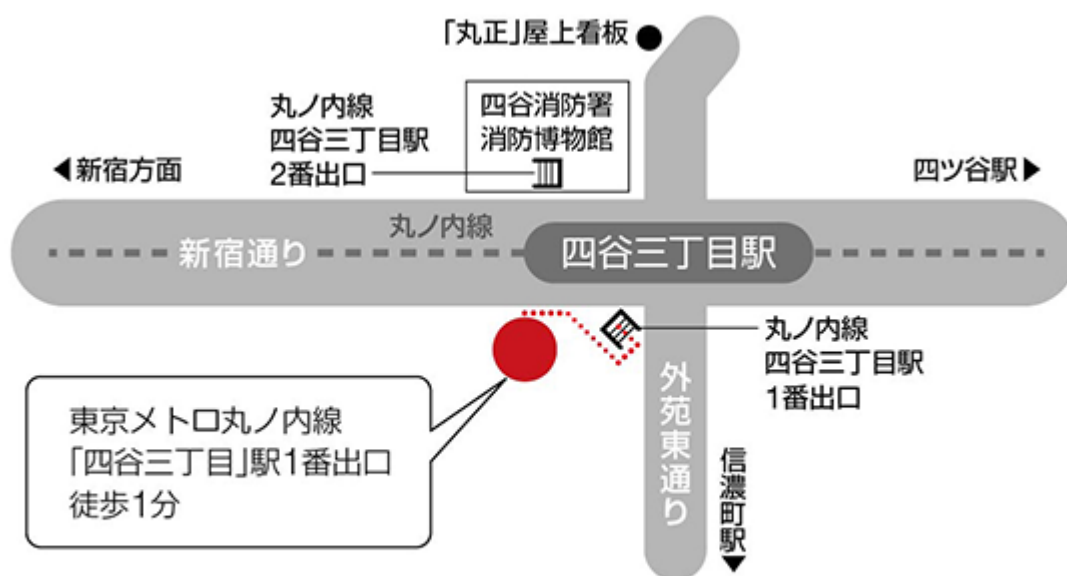 「丸正」屋上看板
丸ノ内線
四谷三丁目駅
2番出口
四谷消防署
消防博物館
◀新宿方面
四ツ谷駅▶
丸ノ内線
新宿通り
四谷三丁目駅
丸ノ内線
四谷三丁目駅
1番出口
外苑東通り
信濃町駅▼
東京メトロ丸ノ内線
「四谷三丁目」駅1番出口
徒歩1分